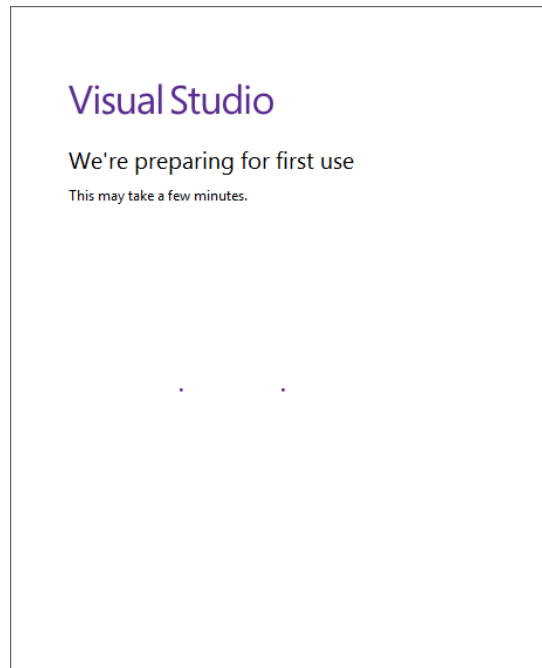 Visual Studio
We're preparing for first use
This may take a few minutes.